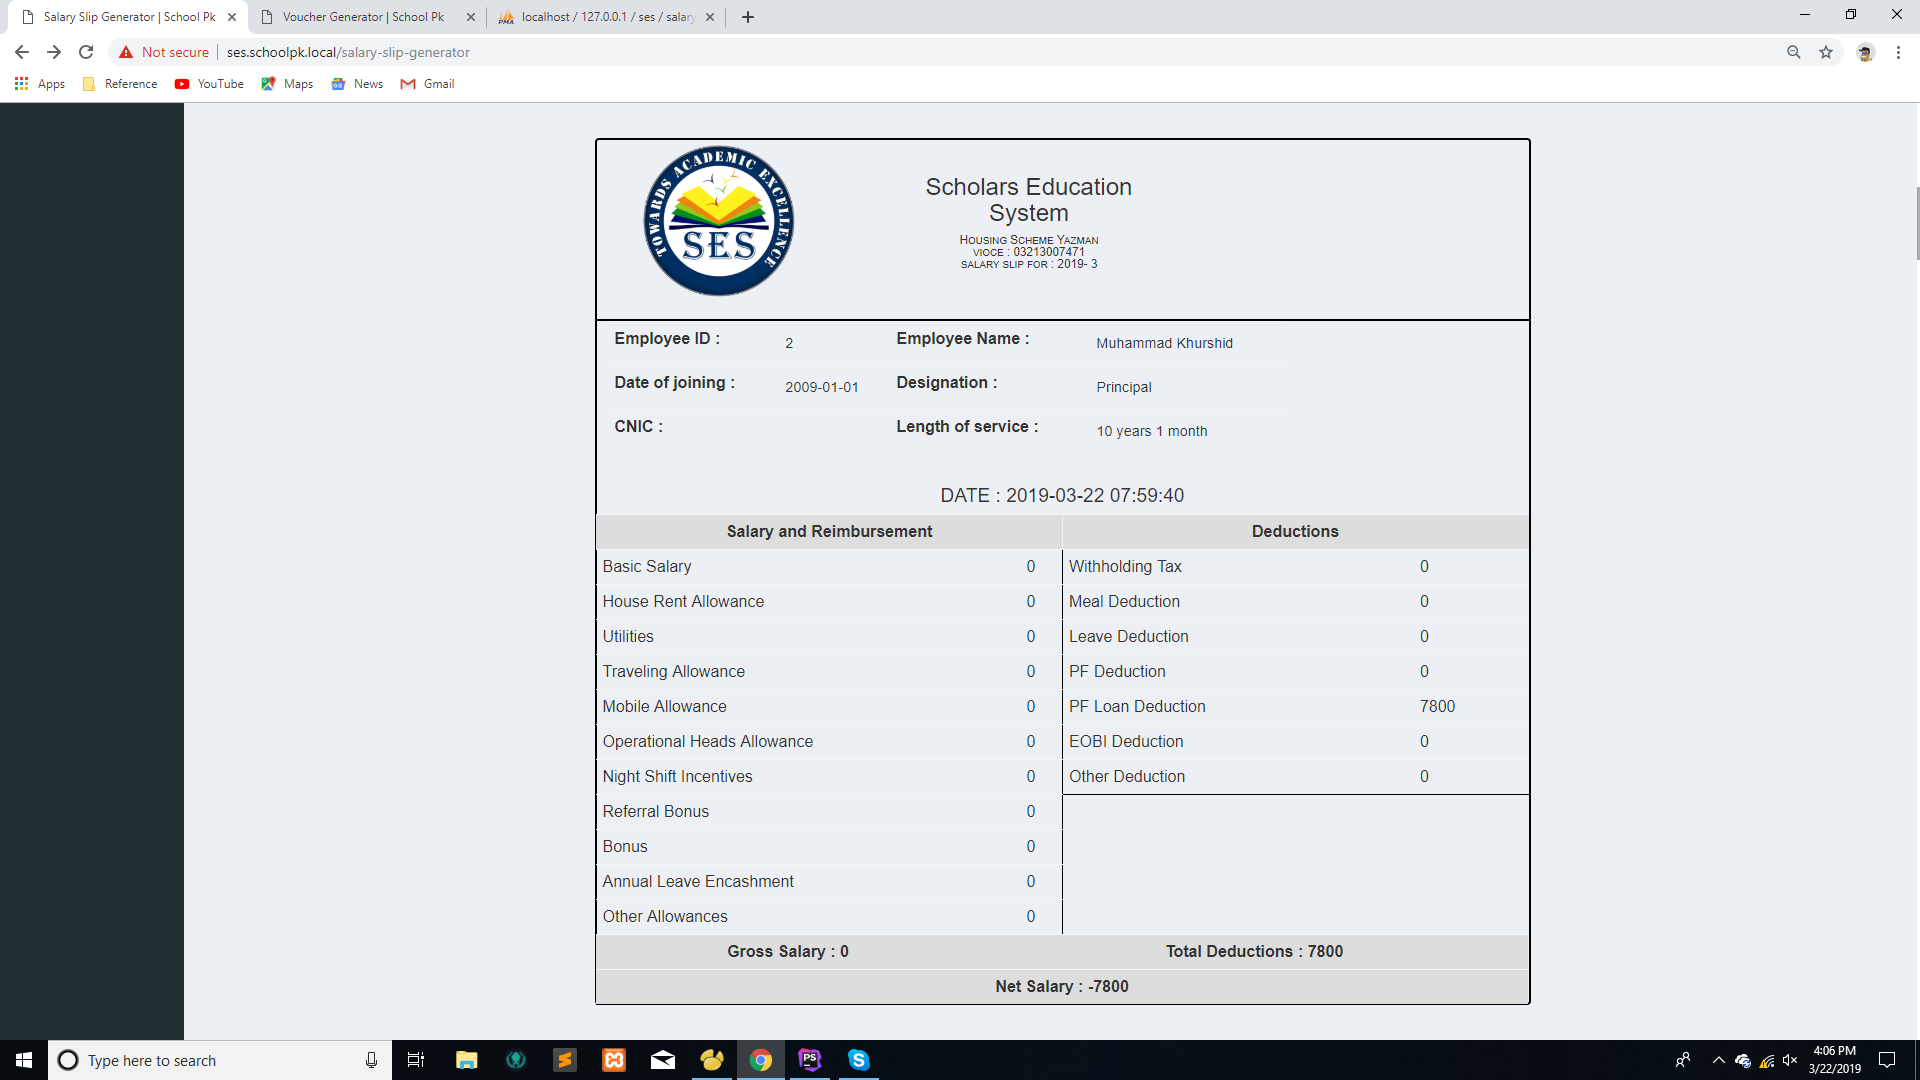 Salary Slip Generator | School Pk
Voucher Generator | School Pk
localhost / 127.0.0.1 / ses / salary
Not secure
ses.schoolpk.local/salary-slip-generator
Apps
Reference
YouTube
Maps
News
Gmail
TOWARDS ACADEMIC EXCELLENCE
SES
Scholars Education
System
Housing Scheme Yazman
vioce : 03213007471
salary slip for : 2019- 3
Employee ID : 2 Employee Name : Muhammad Khurshid
Date of joining : 2009-01-01 Designation : Principal
CNIC : Length of service : 10 years 1 month
DATE : 2019-03-22 07:59:40
Salary and Reimbursement Deductions
Basic Salary 0 Withholding Tax 0
House Rent Allowance 0 Meal Deduction 0
Utilities 0 Leave Deduction 0
Traveling Allowance 0 PF Deduction 0
Mobile Allowance 0 PF Loan Deduction 7800
Operational Heads Allowance 0 EOBI Deduction 0
Night Shift Incentives 0 Other Deduction 0
Referral Bonus 0
Bonus 0
Annual Leave Encashment 0
Other Allowances 0
Gross Salary : 0 Total Deductions : 7800
Net Salary : -7800
Type here to search
PS
4:06 PM
3/22/2019